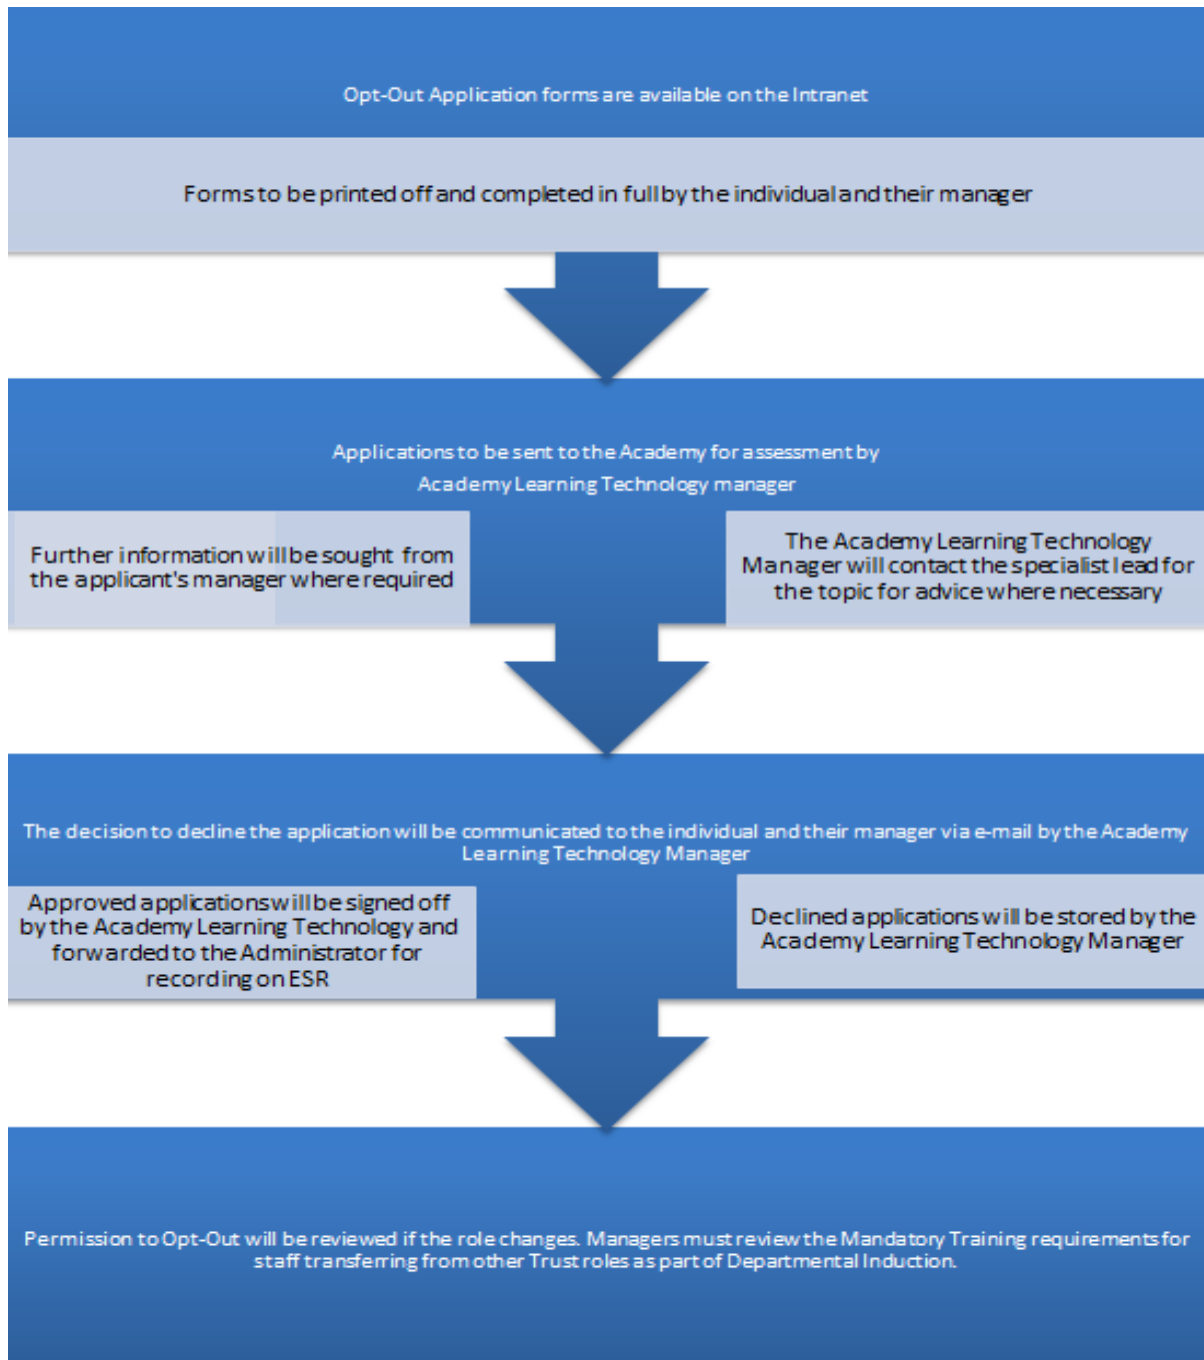 Opt-Out Application forms are available on the Intranet
Forms to be printed off and completed in full by the individual and their manager
Applications to be sent to the Academy for assessment by
Academy Learning Technology manager
Further information will be sought from
the applicant's manager where required
The Academy Learning Technology
Manager will contact the specialist lead for
the topic for advice where necessary
The decision to decline the application will be communicated to the individual and their manager via e-mail by the Academy
Learning Technology Manager
Approved applications will be signed off
by the Academy Learning Technology and
forwarded to the Administrator for
recording on ESR
Declined applications will be stored by the
Academy Learning Technology Manager
Permission to Opt-Out will be reviewed if the role changes. Managers must review the Mandatory Training requirements for
staff transferring from other Trust roles as part of Departmental Induction.